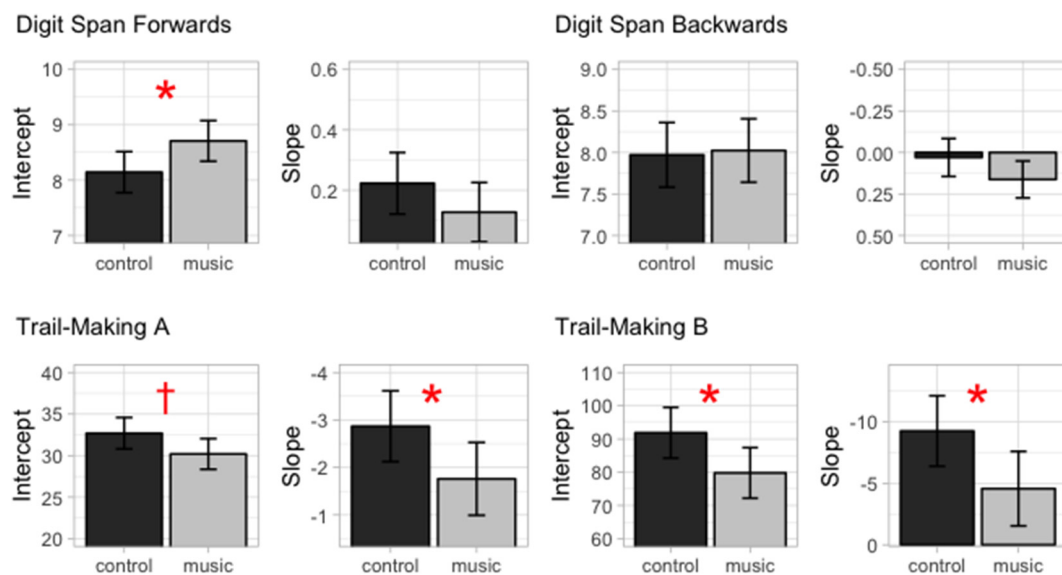 Digit Span Forwards
Intercept
10
9
8
7
*
control music
Slope
0.6
0.4
0.2
control music
Digit Span Backwards
Intercept
9.0
8.5
8.0
7.5
7.0
control music
Slope
-0.50
-0.25
0.00
0.25
0.50
control music
Trail-Making A
Intercept
40
35
30
25
20
†
control music
Slope
-4
-3
-2
-1
*
control music
Trail-Making B
Intercept
110
100
90
80
70
60
*
control music
Slope
-10
-5
0
*
control music